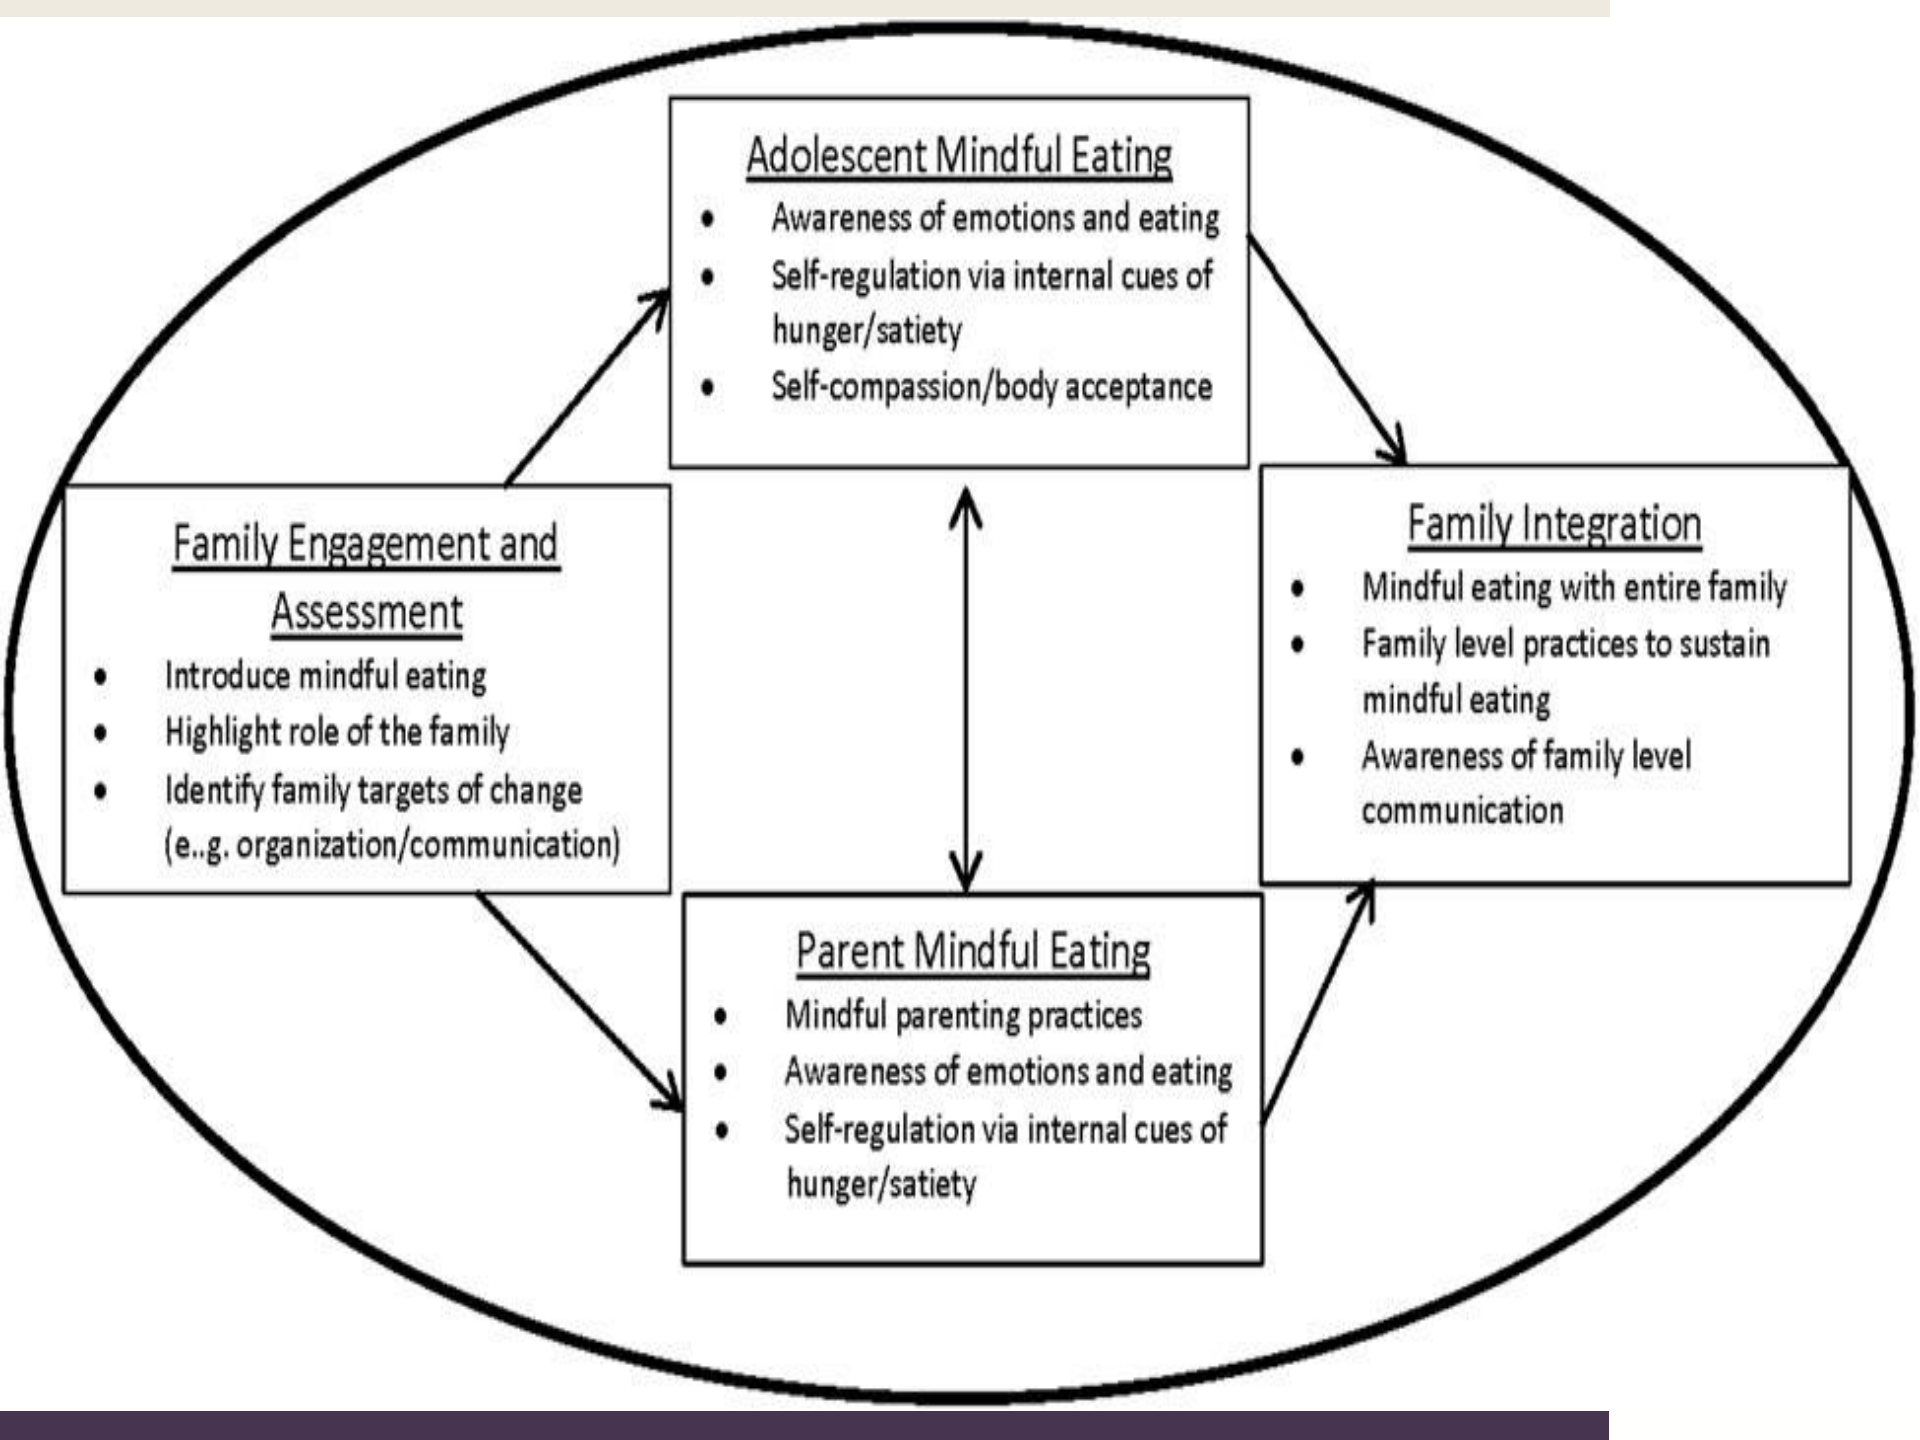 Adolescent Mindful Eating
• Awareness of emotions and eating
• Self-regulation via internal cues of
hunger/satiety
• Self-compassion/body acceptance
Family Engagement and
Assessment
• Introduce mindful eating
• Highlight role of the family
• Identify family targets of change
(e..g. organization/communication)
Family Integration
• Mindful eating with entire family
• Family level practices to sustain
mindful eating
• Awareness of family level
communication
Parent Mindful Eating
• Mindful parenting practices
• Awareness of emotions and eating
• Self-regulation via internal cues of
hunger/satiety